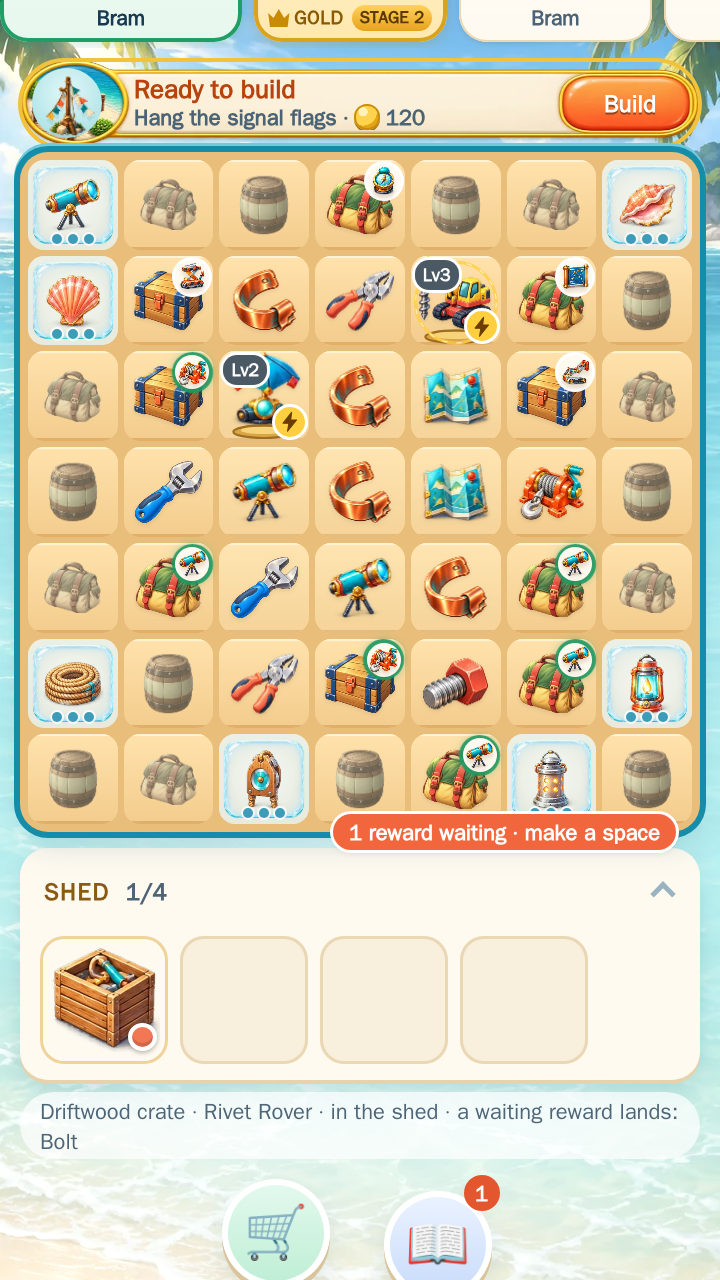 Bram
GOLD STAGE 2
Bram
Ready to build
Hang the signal flags · 120
Build
Lv3
Lv2
1 reward waiting · make a space
SHED 1/4
Driftwood crate · Rivet Rover · in the shed · a waiting reward lands:
Bolt
1